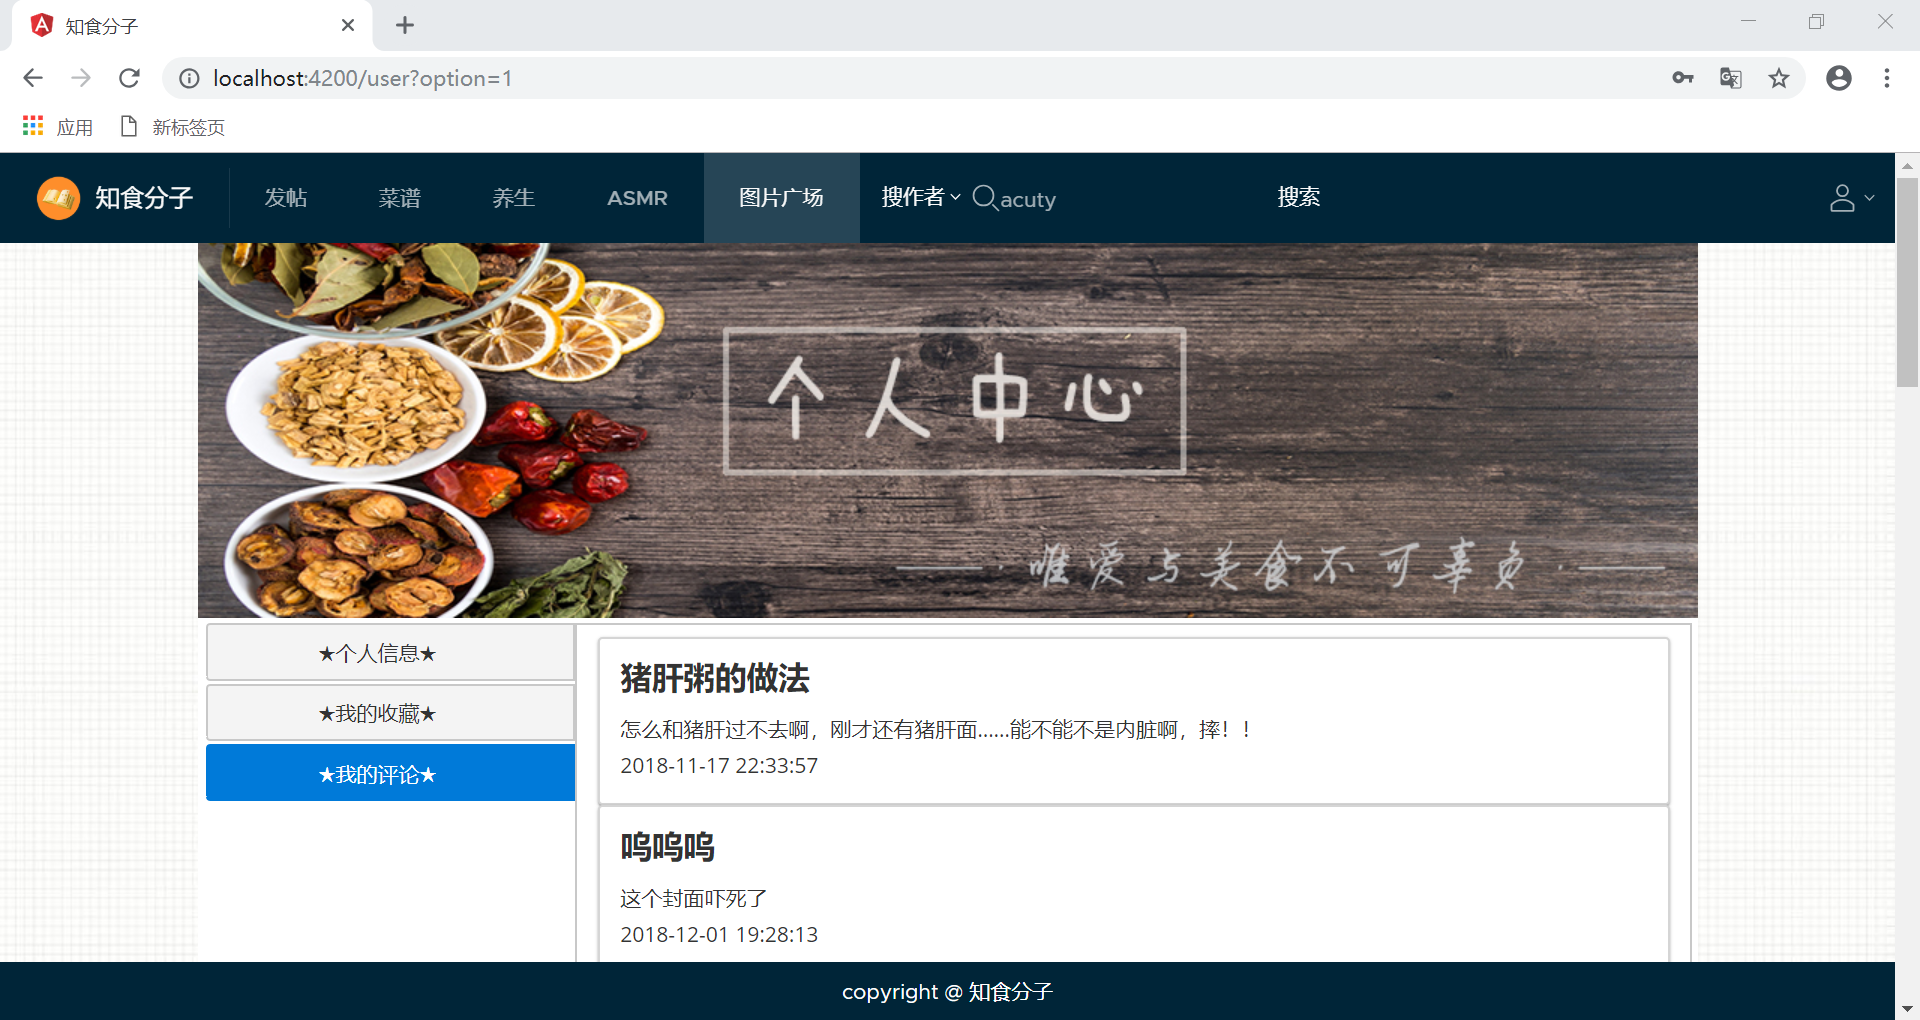 知食分子
localhost:4200/user?option=1
应用 新标签页
知食分子 发帖 菜谱 养生 ASMR 图片广场 搜作者 acuty 搜索
个人中心
唯爱与美食不可辜负
★个人信息★
★我的收藏★
★我的评论★
猪肝粥的做法
怎么和猪肝过不去啊，刚才还有猪肝面......能不能不是内脏啊，摔！！
2018-11-17 22:33:57
呜呜呜
这个封面吓死了
2018-12-01 19:28:13
copyright @ 知食分子